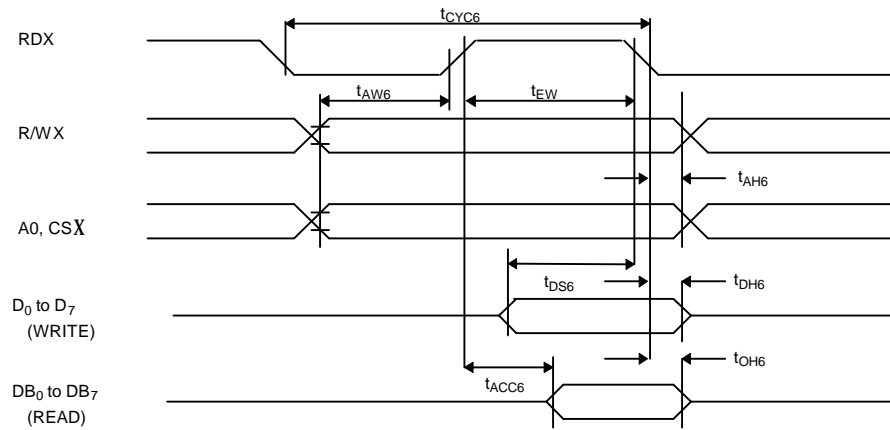 tCYC6
RDX
tAW6
tEW
R/WX
tAH6
A0, CSX
tDS6
tDH6
D0 to D7
(WRITE)
tOH6
tACC6
DB0 to DB7
(READ)